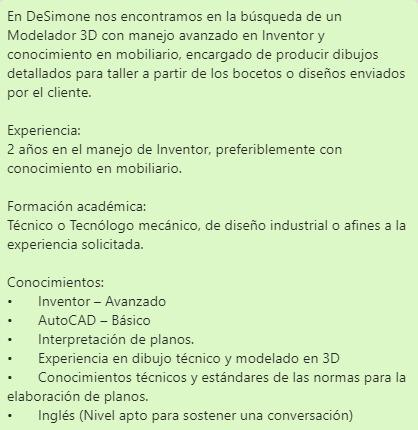 En DeSimone nos encontramos en la búsqueda de un
Modelador 3D con manejo avanzado en Inventor y
conocimiento en mobiliario, encargado de producir dibujos
detallados para taller a partir de los bocetos o diseños enviados
por el cliente.

Experiencia:
2 años en el manejo de Inventor, preferiblemente con
conocimiento en mobiliario.

Formación académica:
Técnico o Tecnólogo mecánico, de diseño industrial o afines a la
experiencia solicitada.

Conocimientos:
• Inventor – Avanzado
• AutoCAD – Básico
• Interpretación de planos.
• Experiencia en dibujo técnico y modelado en 3D
• Conocimientos técnicos y estándares de las normas para la
elaboración de planos.
• Inglés (Nivel apto para sostener una conversación)